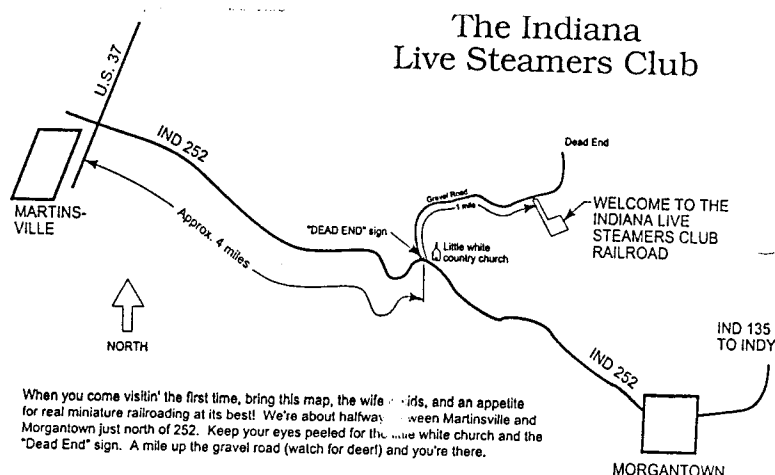 The Indiana
Live Steamers Club
U.S. 37
IND 252
MARTINS-
VILLE
Approx. 4 miles
NORTH
"DEAD END" sign
Little white
country church
Gravel Road
1 mile
Dead End
WELCOME TO THE
INDIANA LIVE
STEAMERS CLUB
RAILROAD
IND 252
IND 135
TO INDY
MORGANTOWN
When you come visitin' the first time, bring this map, the wife and an appetite
for real miniature railroading at its best! We're about halfway Martinsville and
Morgantown just north of 252. Keep your eyes peeled for the white church and the
"Dead End" sign. A mile up the gravel road (watch for deer!) and you're there.